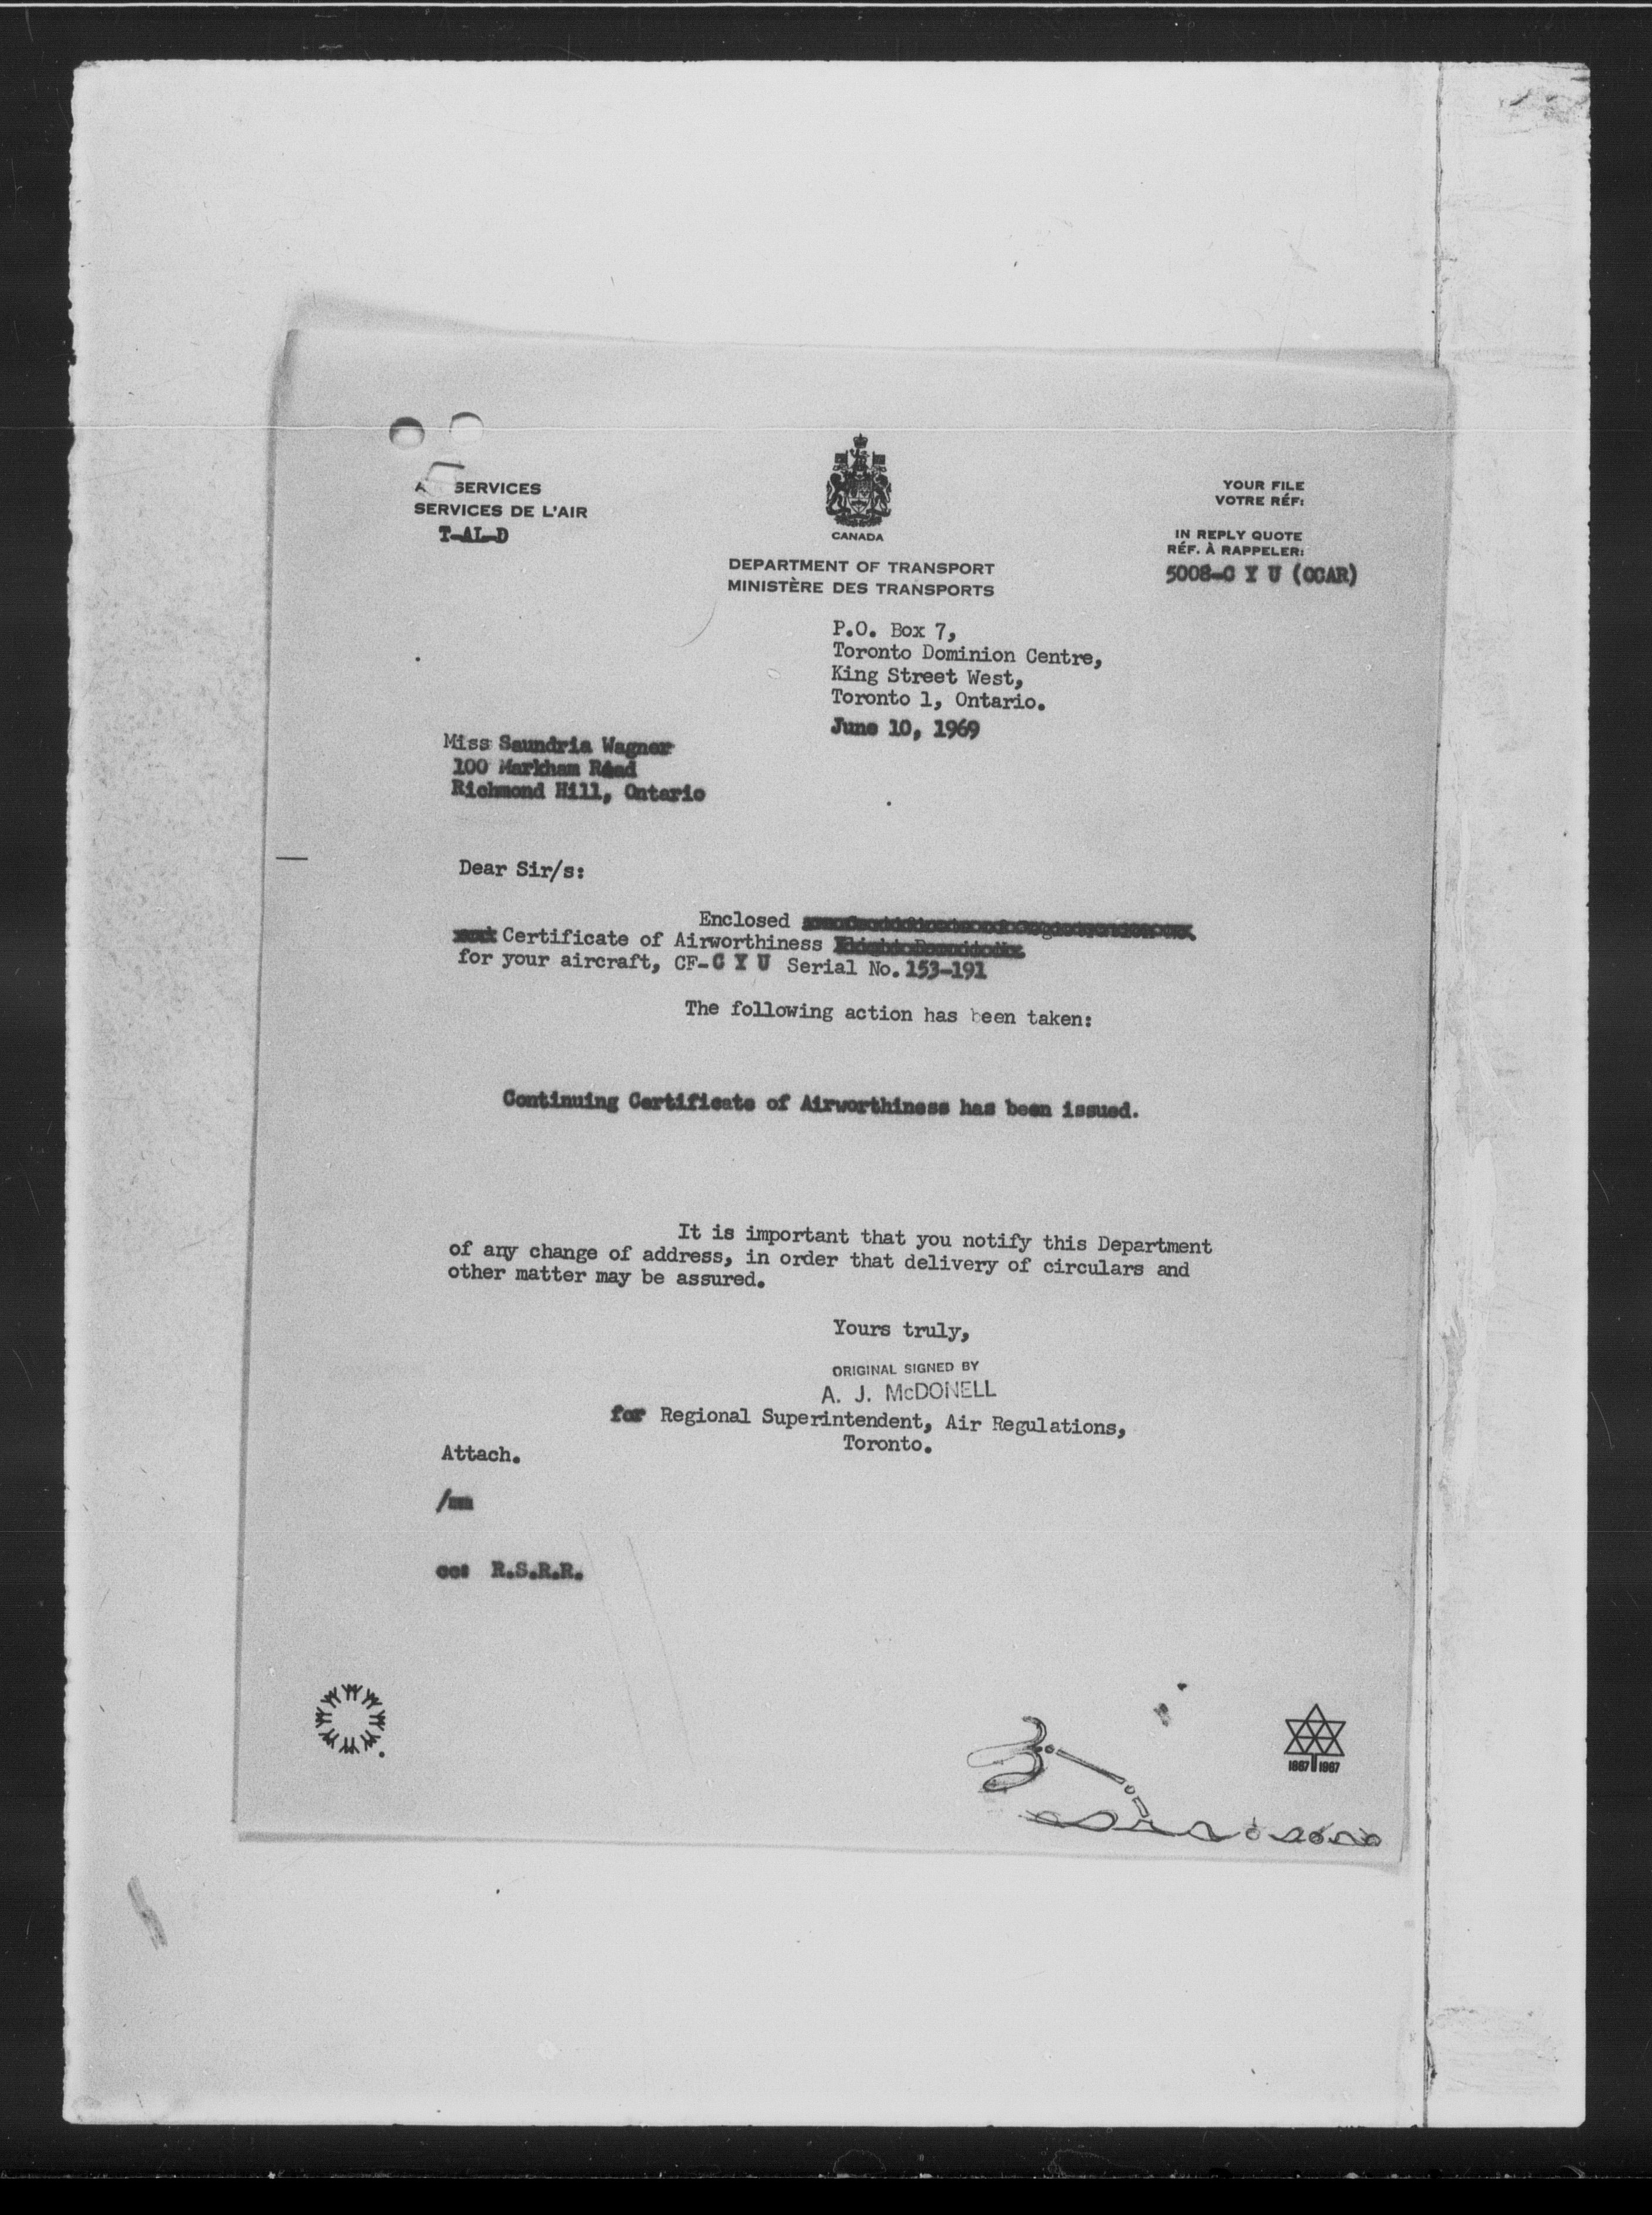 SERVICES
SERVICES DE L'AIR
T-AL-D
CANADA
DEPARTMENT OF TRANSPORT
MINISTÈRE DES TRANSPORTS
YOUR FILE
VOTRE RÉF:
IN REPLY QUOTE
RÉF. À RAPPELER:
5008-C Y U (CCAR)
P.O. Box 7,
Toronto Dominion Centre,
King Street West,
Toronto 1, Ontario.
June 10, 1969
Miss Saundria Wagner
100 Markham Road
Richmond Hill, Ontario
Dear Sir/s:
Enclosed
Certificate of Airworthiness
for your aircraft, CF-C Y U Serial No. 153-191
The following action has been taken:
Continuing Certificate of Airworthiness has been issued.
It is important that you notify this Department
of any change of address, in order that delivery of circulars and
other matter may be assured.
Yours truly,
ORIGINAL SIGNED BY
A. J. McDONELL
for Regional Superintendent, Air Regulations,
Toronto.
Attach.
cc: R.S.R.R.
1867 1967